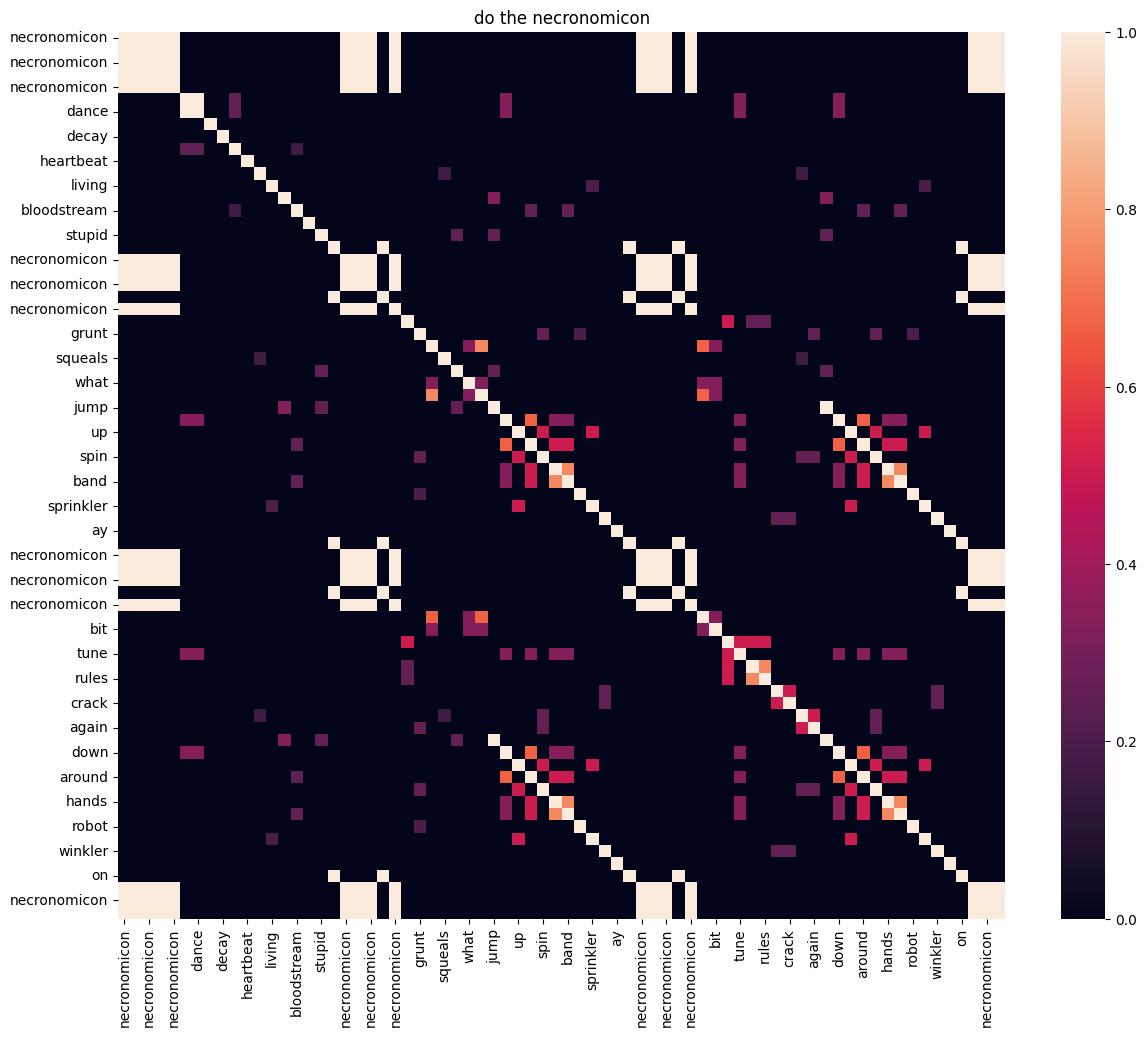 do the necronomicon
necronomicon
necronomicon
necronomicon
dance
decay
heartbeat
living
bloodstream
stupid
necronomicon
necronomicon
necronomicon
grunt
squeals
what
jump
up
spin
band
sprinkler
ay
necronomicon
necronomicon
necronomicon
bit
tune
rules
crack
again
down
around
hands
robot
winkler
on
necronomicon
necronomicon
necronomicon
necronomicon
dance
decay
heartbeat
living
bloodstream
stupid
necronomicon
necronomicon
necronomicon
grunt
squeals
what
jump
up
spin
band
sprinkler
ay
necronomicon
necronomicon
necronomicon
bit
tune
rules
crack
again
down
around
hands
robot
winkler
on
necronomicon
1.0
0.8
0.6
0.4
0.2
0.0